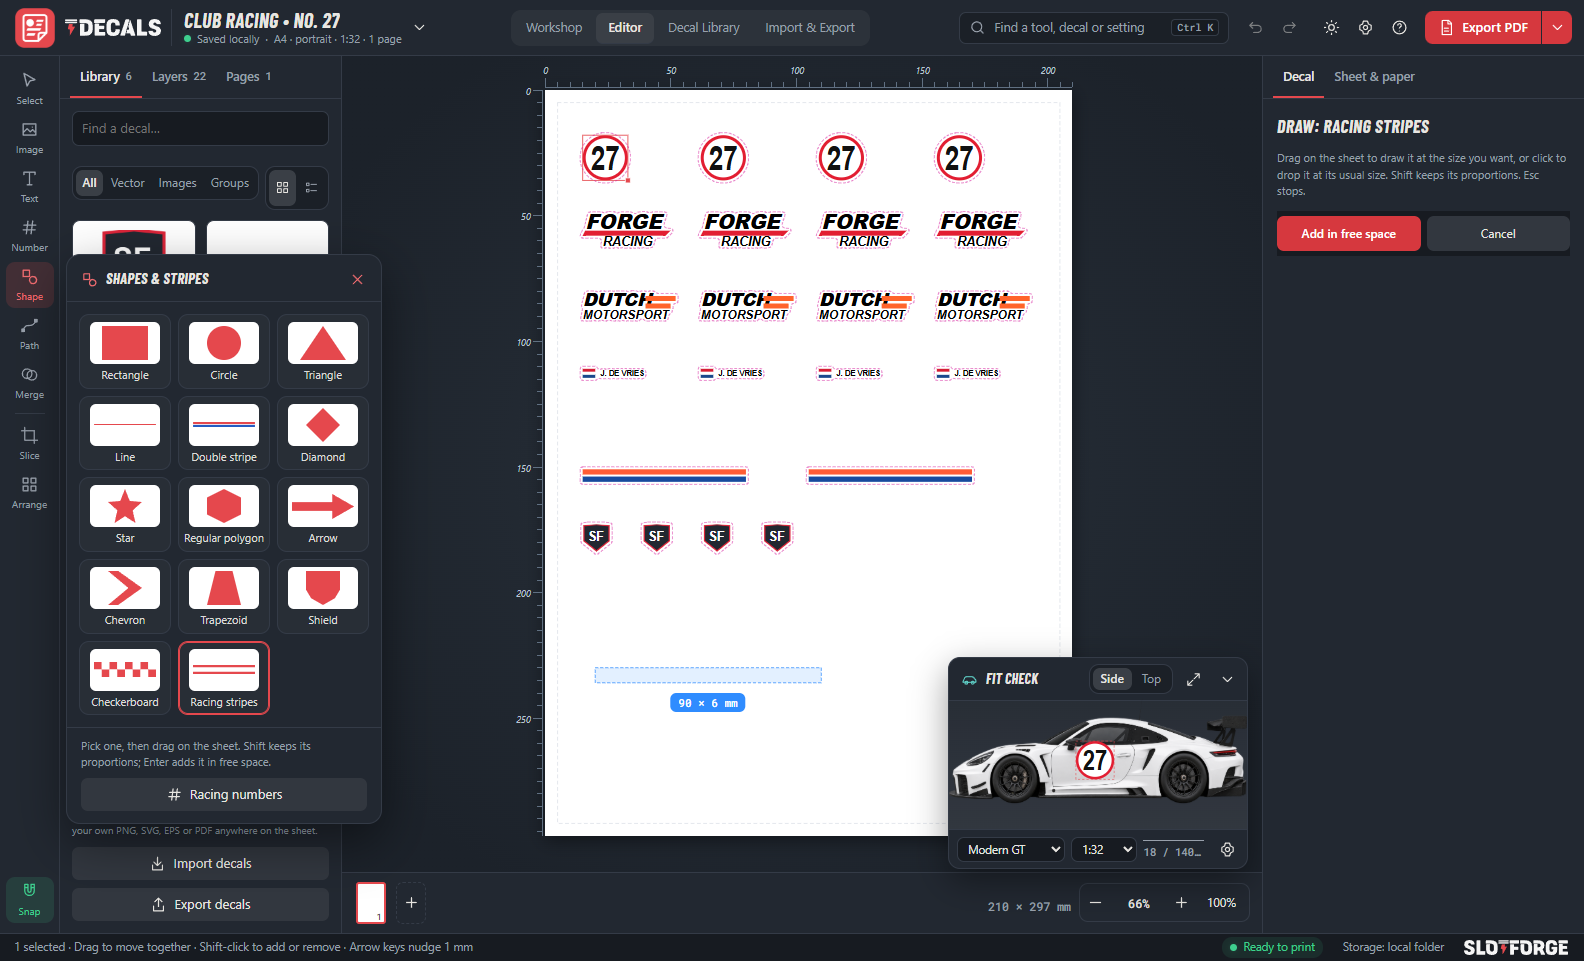 DECALS
CLUB RACING • NO. 27
Saved locally · A4 · portrait · 1:32 · 1 page
Workshop
Editor
Decal Library
Import & Export
Find a tool, decal or setting
Ctrl K
Export PDF
Select
Image
Text
Number
Shape
Path
Merge
Slice
Arrange
Snap
Library 6
Layers 22
Pages 1
Find a decal...
All
Vector
Images
Groups
SHAPES & STRIPES
Rectangle
Circle
Triangle
Line
Double stripe
Diamond
Star
Regular polygon
Arrow
Chevron
Trapezoid
Shield
Checkerboard
Racing stripes
Pick one, then drag on the sheet. Shift keeps its
proportions; Enter adds it in free space.
Racing numbers
your own PNG, SVG, EPS or PDF anywhere on the sheet.
Import decals
Export decals
0
50
100
150
200
0
50
100
150
200
250
27
27
27
27
FORGE
RACING
FORGE
RACING
FORGE
RACING
FORGE
RACING
DUTCH
MOTORSPORT
DUTCH
MOTORSPORT
DUTCH
MOTORSPORT
DUTCH
MOTORSPORT
J. DE VRIES
J. DE VRIES
J. DE VRIES
J. DE VRIES
SF
SF
SF
SF
90 × 6 mm
FIT CHECK
Side
Top
27
Modern GT
1:32
18 / 140…
1
210 × 297 mm
66%
100%
Decal
Sheet & paper
DRAW: RACING STRIPES
Drag on the sheet to draw it at the size you want, or click to
drop it at its usual size. Shift keeps its proportions. Esc
stops.
Add in free space
Cancel
1 selected · Drag to move together · Shift-click to add or remove · Arrow keys nudge 1 mm
Ready to print
Storage: local folder
SLOTFORGE